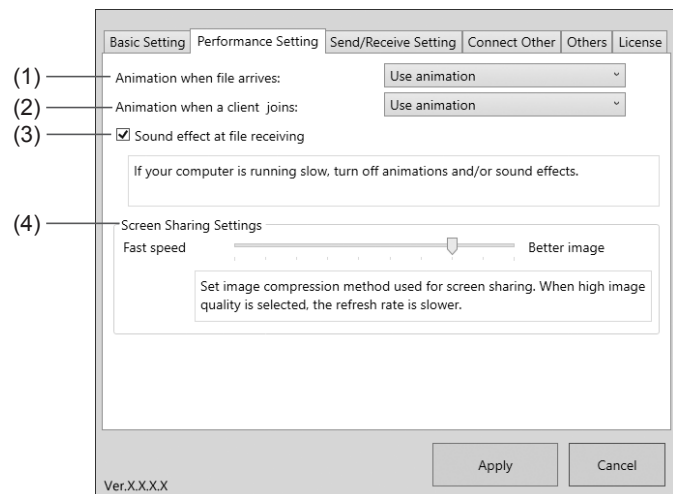 Basic Setting Performance Setting Send/Receive Setting Connect Other Others License
(1) Animation when file arrives: Use animation
(2) Animation when a client joins: Use animation
(3) Sound effect at file receiving
If your computer is running slow, turn off animations and/or sound effects.
(4) Screen Sharing Settings
Fast speed Better image
Set image compression method used for screen sharing. When high image
quality is selected, the refresh rate is slower.
Apply Cancel
Ver.X.X.X.X